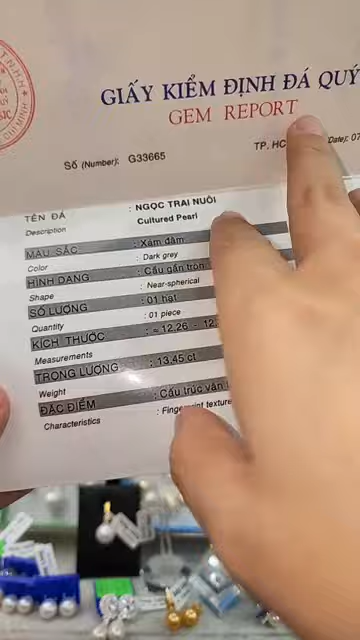 GIẤY KIỂM ĐỊNH ĐÁ QUÝ
GEM REPORT
Số (Number): G33665
TP. HC
Date): 07
TÊN ĐÁ : NGỌC TRAI NUÔI
Description Cultured Pearl
MÀU SẮC : Xám đậm
Color : Dark grey
HÌNH DẠNG : Cầu gần tròn
Shape : Near-spherical
SỐ LƯỢNG : 01 hạt
Quantity : 01 piece
KÍCH THƯỚC : ≈ 12,26 - 12,
Measurements
TRỌNG LƯỢNG : 13,45 ct
Weight
ĐẶC ĐIỂM : Cấu trúc vân
Characteristics : Fingerprint texture